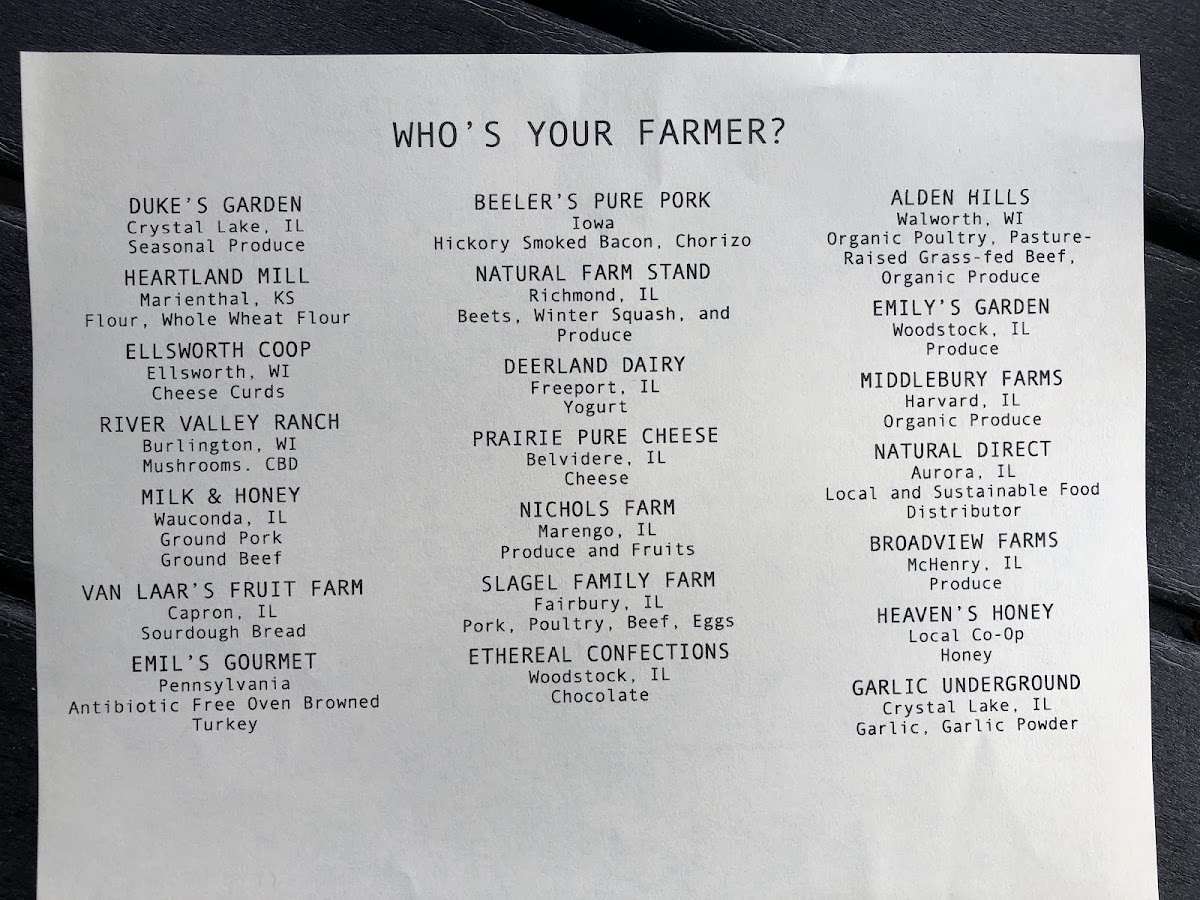 WHO'S YOUR FARMER?
DUKE'S GARDEN
Crystal Lake, IL
Seasonal Produce
HEARTLAND MILL
Marienthal, KS
Flour, Whole Wheat Flour
ELLSWORTH COOP
Ellsworth, WI
Cheese Curds
RIVER VALLEY RANCH
Burlington, WI
Mushrooms. CBD
MILK & HONEY
Wauconda, IL
Ground Pork
Ground Beef
VAN LAAR'S FRUIT FARM
Capron, IL
Sourdough Bread
EMIL'S GOURMET
Pennsylvania
Antibiotic Free Oven Browned
Turkey
BEELER'S PURE PORK
Iowa
Hickory Smoked Bacon, Chorizo
NATURAL FARM STAND
Richmond, IL
Beets, Winter Squash, and
Produce
DEERLAND DAIRY
Freeport, IL
Yogurt
PRAIRIE PURE CHEESE
Belvidere, IL
Cheese
NICHOLS FARM
Marengo, IL
Produce and Fruits
SLAGEL FAMILY FARM
Fairbury, IL
Pork, Poultry, Beef, Eggs
ETHEREAL CONFECTIONS
Woodstock, IL
Chocolate
ALDEN HILLS
Walworth, WI
Organic Poultry, Pasture-
Raised Grass-fed Beef,
Organic Produce
EMILY'S GARDEN
Woodstock, IL
Produce
MIDDLEBURY FARMS
Harvard, IL
Organic Produce
NATURAL DIRECT
Aurora, IL
Local and Sustainable Food
Distributor
BROADVIEW FARMS
McHenry, IL
Produce
HEAVEN'S HONEY
Local Co-Op
Honey
GARLIC UNDERGROUND
Crystal Lake, IL
Garlic, Garlic Powder